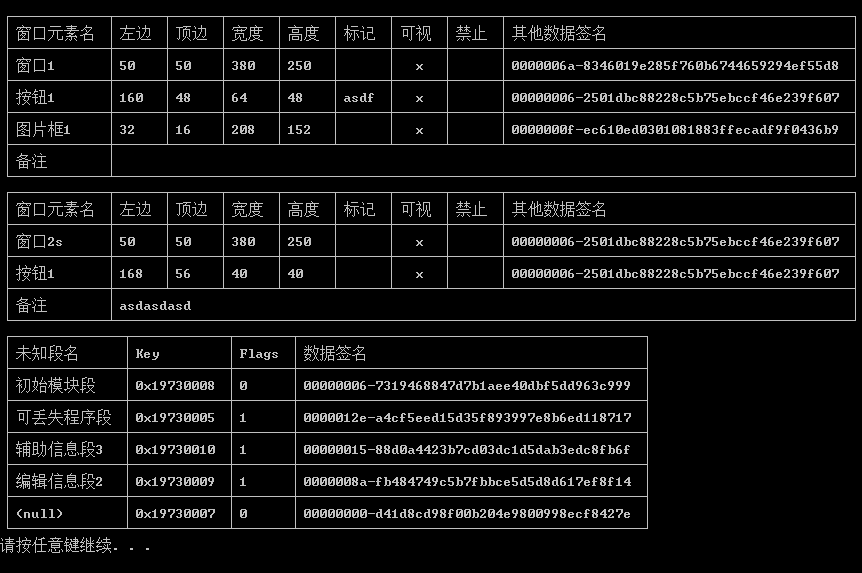 窗口元素名 左边 顶边 宽度 高度 标记 可视 禁止 其他数据签名
窗口1 50 50 380 250 x 0000006a-8346019e285f760b6744659294ef55d8
按钮1 160 48 64 48 asdf x 00000006-2501dbc88228c5b75ebccf46e239f607
图片框1 32 16 208 152 x 0000000f-ec610ed0301081883ffecadf9f0436b9
备注
窗口元素名 左边 顶边 宽度 高度 标记 可视 禁止 其他数据签名
窗口2s 50 50 380 250 x 00000006-2501dbc88228c5b75ebccf46e239f607
按钮1 168 56 40 40 x 00000006-2501dbc88228c5b75ebccf46e239f607
备注 asdasdasd
未知段名 Key Flags 数据签名
初始模块段 0x19730008 0 00000006-7319468847d7b1aee40dbf5dd963c999
可丢失程序段 0x19730005 1 0000012e-a4cf5eed15d35f893997e8b6ed118717
辅助信息段3 0x19730010 1 00000015-88d0a4423b7cd03dc1d5dab3edc8fb6f
编辑信息段2 0x19730009 1 0000008a-fb484749c5b7fbbce5d5d8d617ef8f14
(null) 0x19730007 0 00000000-d41d8cd98f00b204e9800998ecf8427e
请按任意键继续. . .